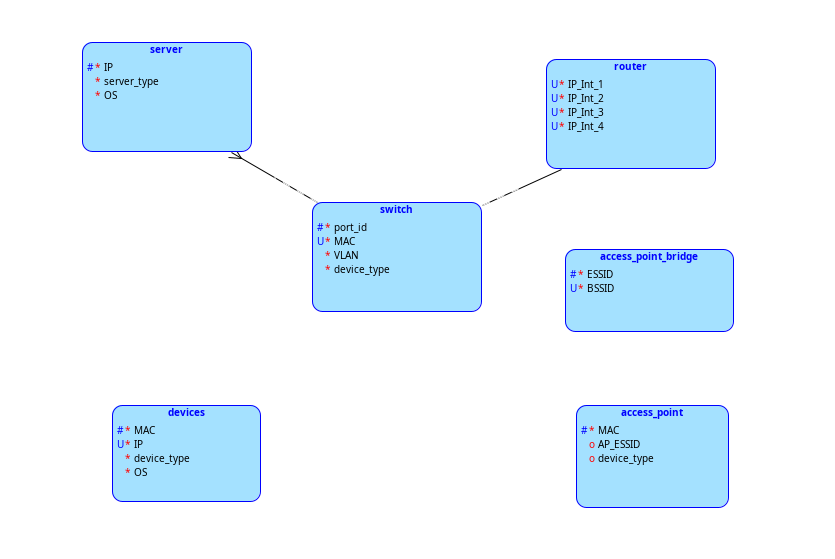 server
#* IP
* server_type
* OS
router
U* IP_Int_1
U* IP_Int_2
U* IP_Int_3
U* IP_Int_4
switch
#* port_id
U* MAC
* VLAN
* device_type
access_point_bridge
#* ESSID
U* BSSID
devices
#* MAC
U* IP
* device_type
* OS
access_point
#* MAC
o AP_ESSID
o device_type